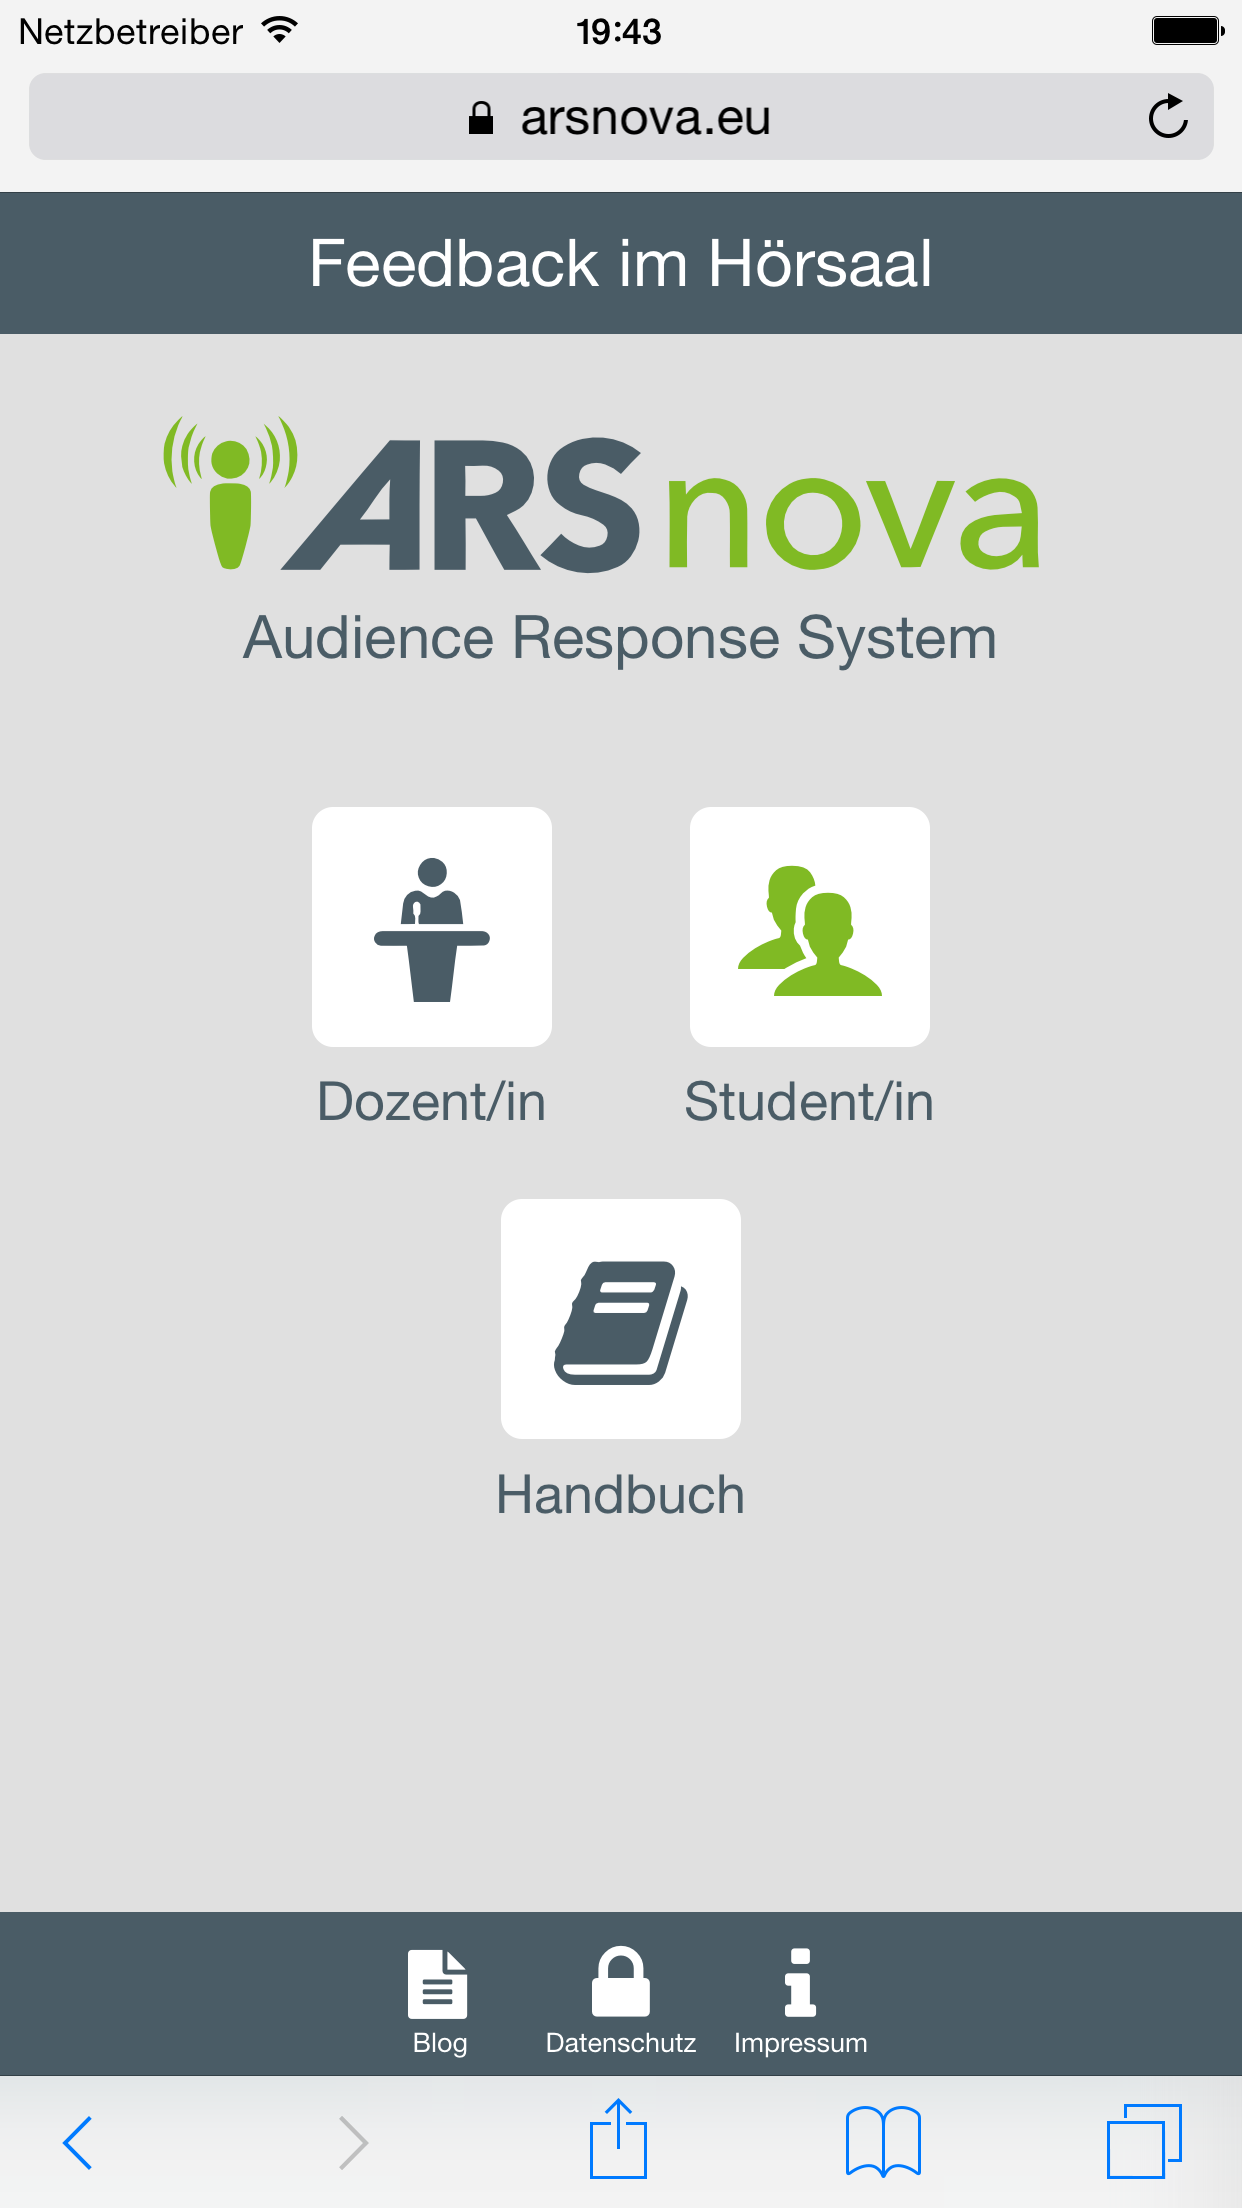 Netzbetreiber 19:43
arsnova.eu
Feedback im Hörsaal
ARSnova
Audience Response System
Dozent/in Student/in
Handbuch
Blog Datenschutz Impressum